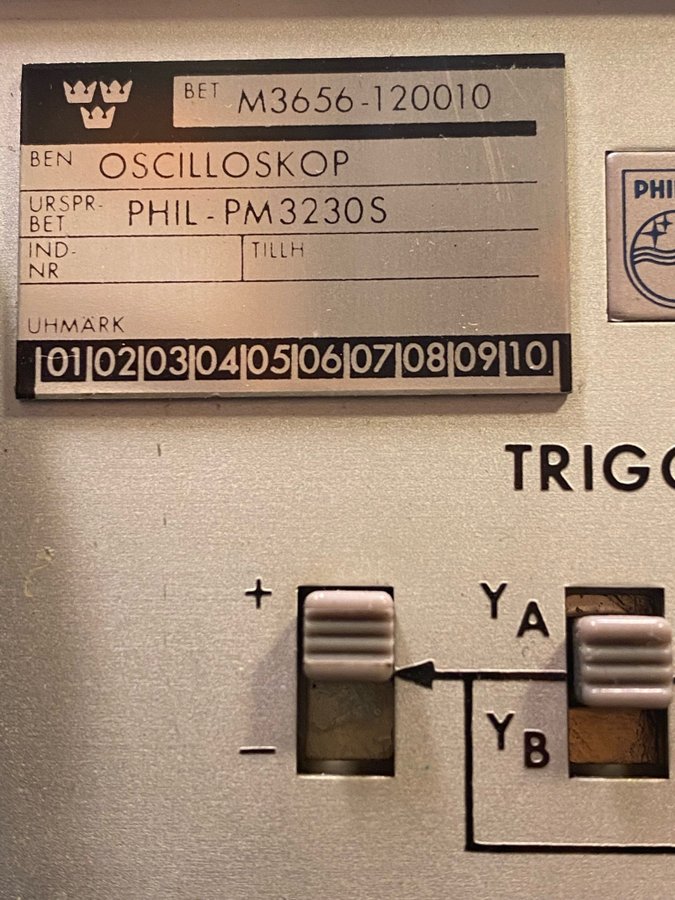 BET M3656-120010
BEN OSCILLOSKOP
URSPR-
BET PHIL-PM3230S
IND-
NR
TILLH
UHMÄRK
|01|02|03|04|05|06|07|08|09|10|
PHI
TRIG
+
YA
−
YB